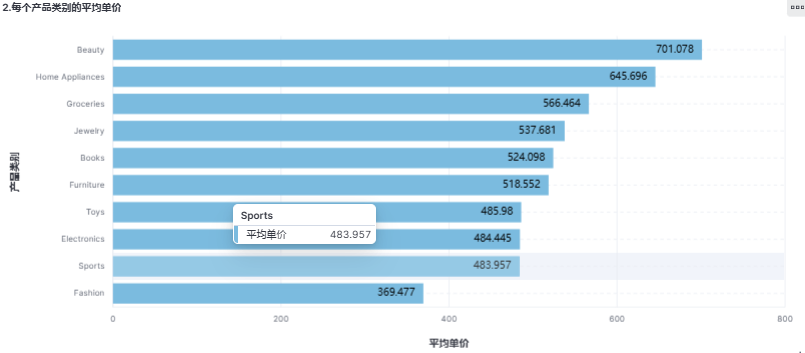 2.每个产品类别的平均单价
产品类别
Beauty 701.078
Home Appliances 645.696
Groceries 566.464
Jewelry 537.681
Books 524.098
Furniture 518.552
Toys 485.98
Electronics 484.445
Sports 483.957
Fashion 369.477
Sports
平均单价 483.957
0 200 400 600 800
平均单价